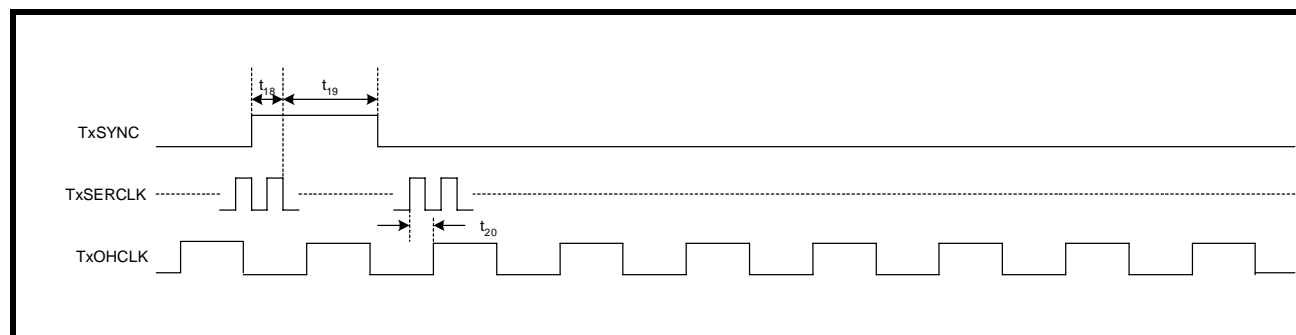 t18
t19
TxSYNC
TxSERCLK
t20
TxOHCLK